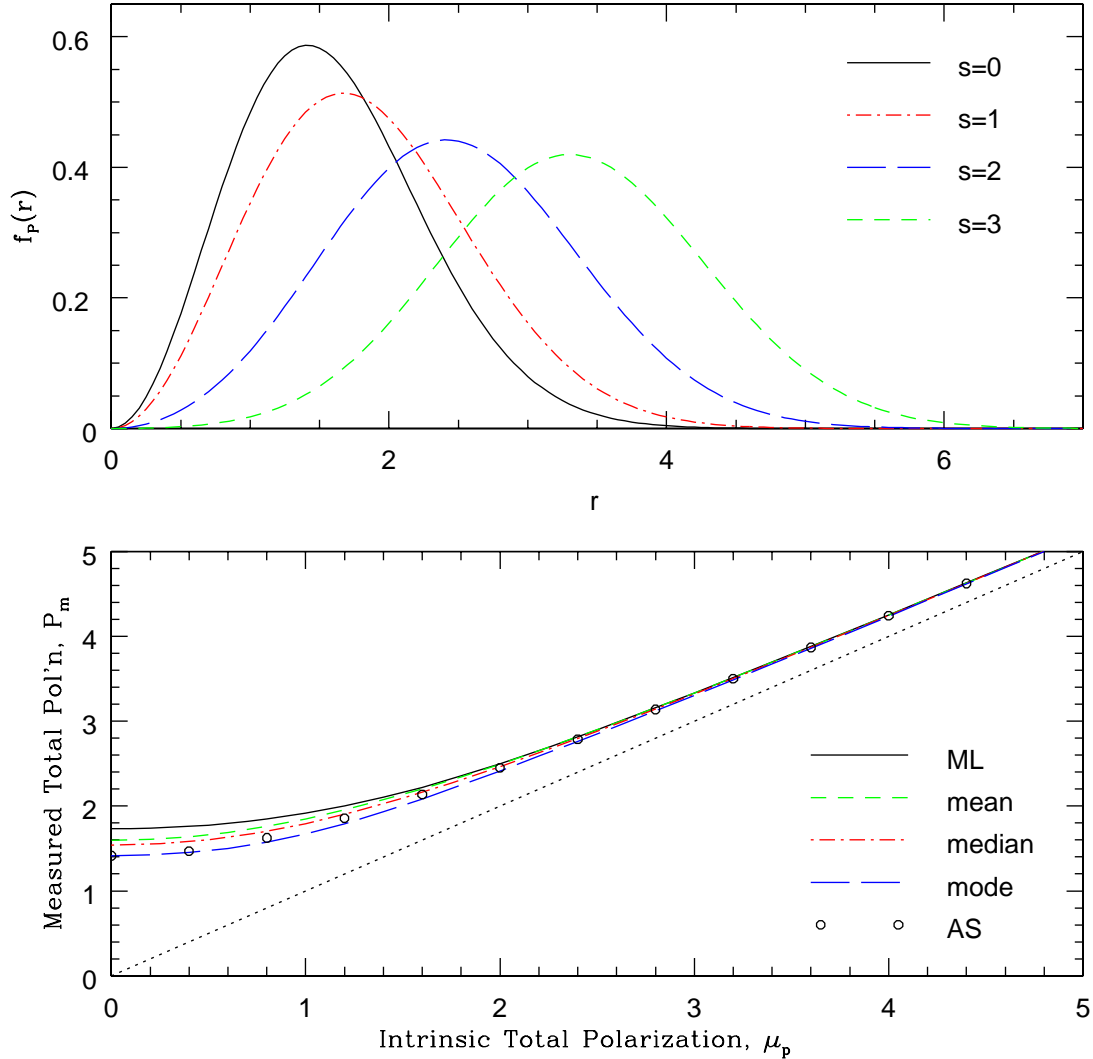 0.6
0.4
0.2
0
f_P(r)
s=0
s=1
s=2
s=3
0 2 4 6
r
5
4
3
2
1
0
Measured Total Pol'n, P_m
ML
mean
median
mode
AS
0 1 2 3 4 5
Intrinsic Total Polarization, μ_p